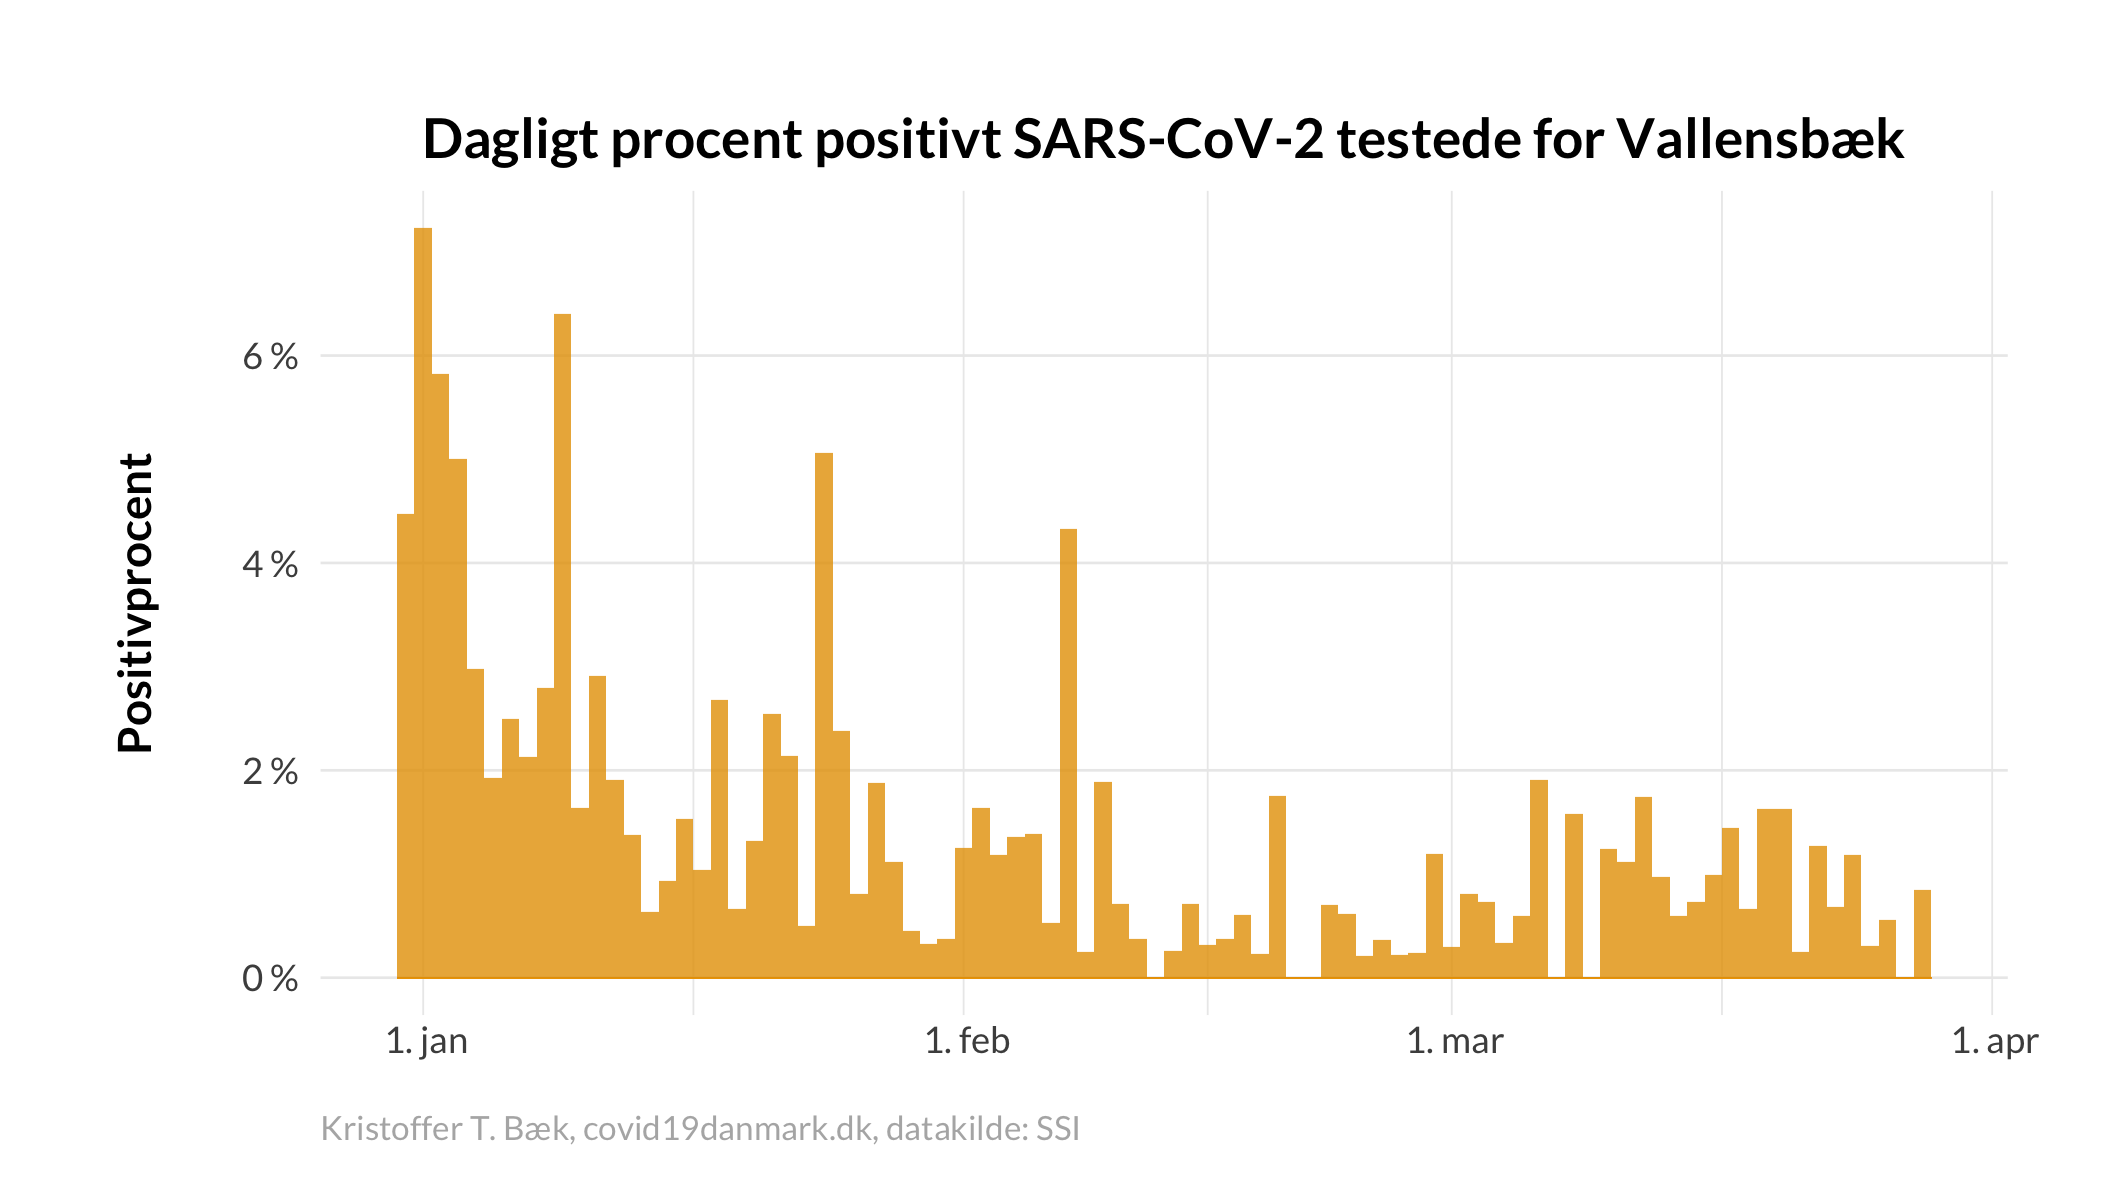 Dagligt procent positivt SARS-CoV-2 testede for Vallensbæk
Positivprocent
6 %
4 %
2 %
0 %
1. jan
1. feb
1. mar
1. apr
Kristoffer T. Bæk, covid19danmark.dk, datakilde: SSI